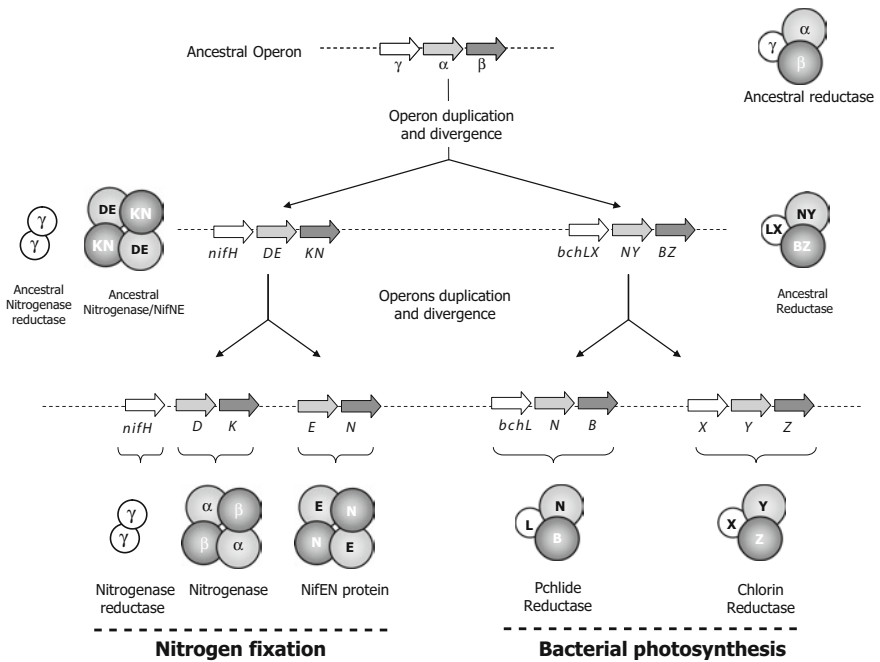 Ancestral Operon
γ
α
β
γ
α
β
Ancestral reductase
Operon duplication
and divergence
γ
γ
DE
KN
KN
DE
nifH
DE
KN
bchLX
NY
BZ
LX
NY
BZ
Ancestral
Nitrogenase
reductase
Ancestral
Nitrogenase/NifNE
Operons duplication
and divergence
Ancestral
Reductase
nifH
D
K
E
N
bchL
N
B
X
Y
Z
γ
γ
α
β
β
α
E
N
N
E
N
L
B
Y
X
Z
Nitrogenase
reductase
Nitrogenase
NifEN protein
Pchlide
Reductase
Chlorin
Reductase
Nitrogen fixation
Bacterial photosynthesis